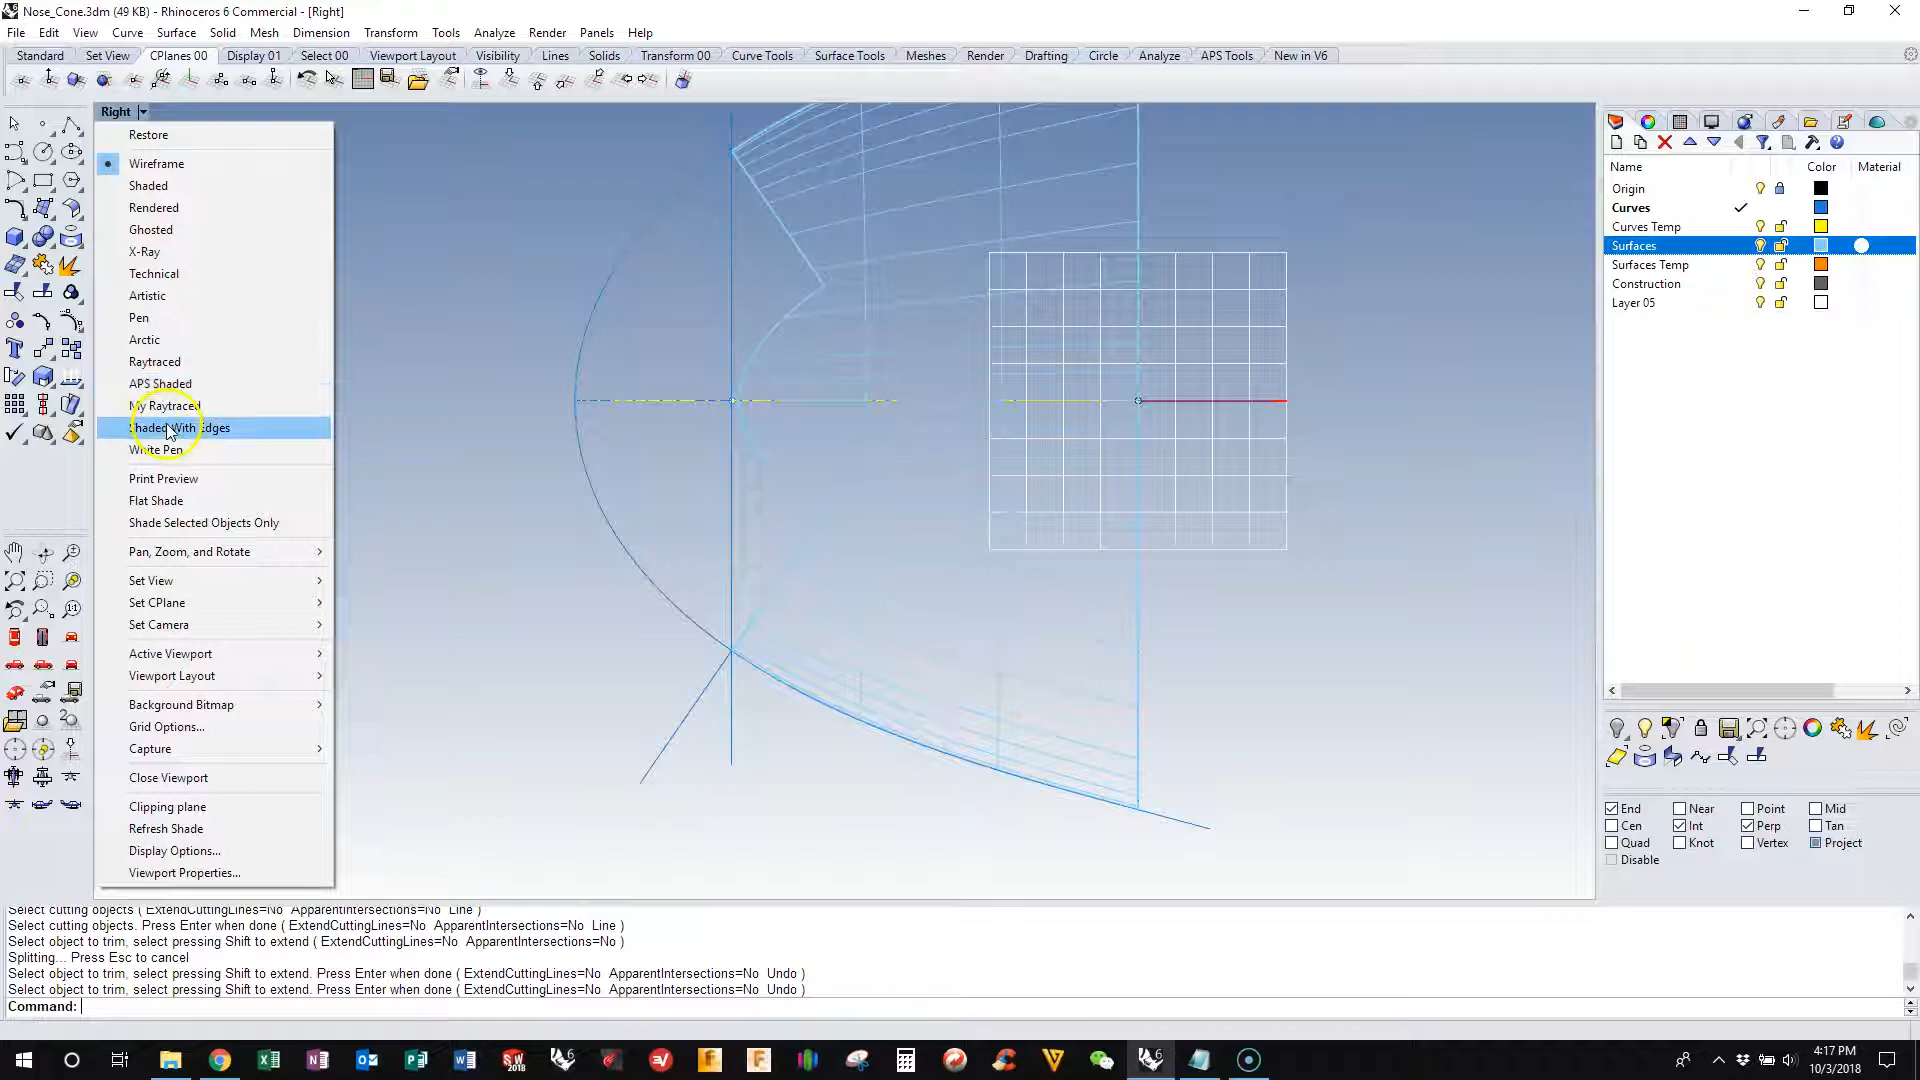 Nose_Cone.3dm (49 KB) - Rhinoceros 6 Commercial - [Right]
File Edit View Curve Surface Solid Mesh Dimension Transform Tools Analyze Render Panels Help
Standard Set View CPlanes 00 Display 01 Select 00 Viewport Layout Visibility Lines Solids Transform 00 Curve Tools Surface Tools Meshes Render Drafting Circle Analyze APS Tools New in V6
Right
Restore
Wireframe
Shaded
Rendered
Ghosted
X-Ray
Technical
Artistic
Pen
Arctic
Raytraced
APS Shaded
My Raytraced
Shaded With Edges
White Pen
Print Preview
Flat Shade
Shade Selected Objects Only
Pan, Zoom, and Rotate
Set View
Set CPlane
Set Camera
Active Viewport
Viewport Layout
Background Bitmap
Grid Options...
Capture
Close Viewport
Clipping plane
Refresh Shade
Display Options...
Viewport Properties...
Name Color Material
Origin
Curves
Curves Temp
Surfaces
Surfaces Temp
Construction
Layer 05
End Near Point Mid
Cen Int Perp Tan
Quad Knot Vertex Project
Disable
Select cutting objects ( ExtendCuttingLines=No ApparentIntersections=No Line )
Select cutting objects. Press Enter when done ( ExtendCuttingLines=No ApparentIntersections=No Line )
Select object to trim, select pressing Shift to extend ( ExtendCuttingLines=No ApparentIntersections=No )
Splitting... Press Esc to cancel
Select object to trim, select pressing Shift to extend. Press Enter when done ( ExtendCuttingLines=No ApparentIntersections=No Undo )
Select object to trim, select pressing Shift to extend. Press Enter when done ( ExtendCuttingLines=No ApparentIntersections=No Undo )
Command:
4:17 PM
10/3/2018